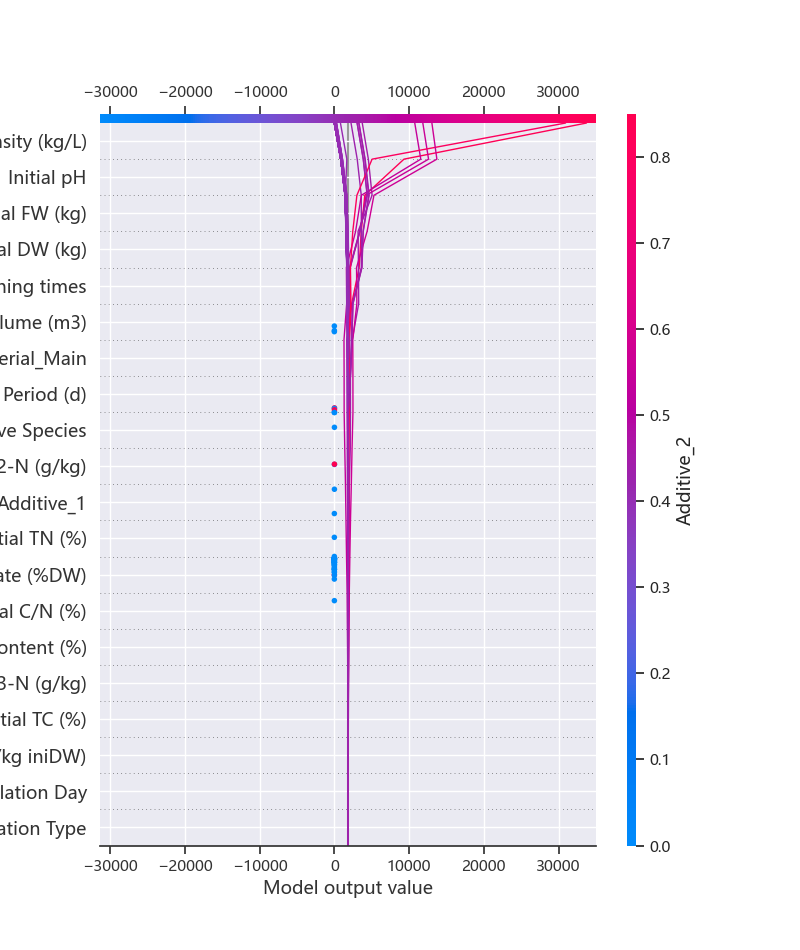 −30000 −20000 −10000 0 10000 20000 30000
nsity (kg/L)
Initial pH
al FW (kg)
al DW (kg)
ning times
lume (m3)
erial_Main
Period (d)
ve Species
2-N (g/kg)
Additive_1
tial TN (%)
ate (%DW)
al C/N (%)
ontent (%)
3-N (g/kg)
tial TC (%)
/kg iniDW)
lation Day
ation Type
−30000 −20000 −10000 0 10000 20000 30000
Model output value
0.8
0.7
0.6
0.5
0.4
0.3
0.2
0.1
0.0
Additive_2